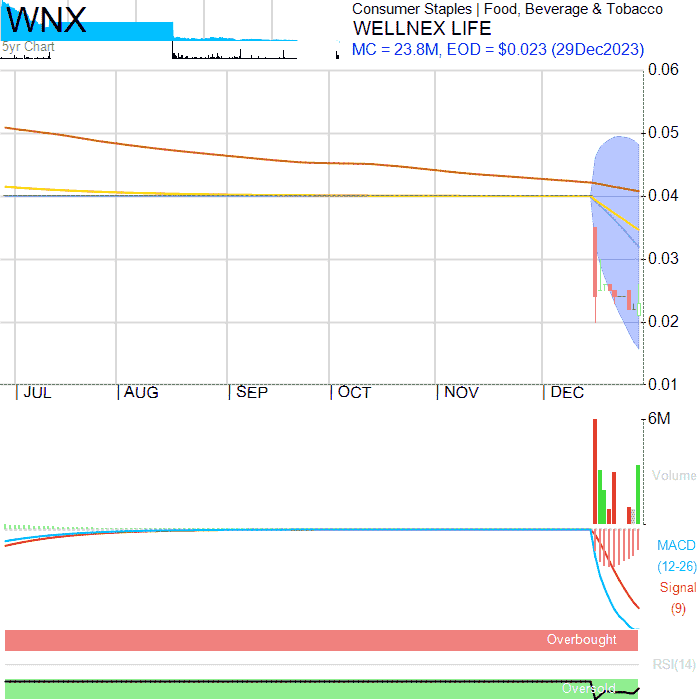 WNX
5yr Chart
Consumer Staples | Food, Beverage & Tobacco
WELLNEX LIFE
MC = 23.8M, EOD = $0.023 (29Dec2023)
0.06
0.05
0.04
0.03
0.02
0.01
JUL AUG SEP OCT NOV DEC
6M
Volume
MACD
(12-26)
Signal
(9)
Overbought
RSI(14)
Oversold